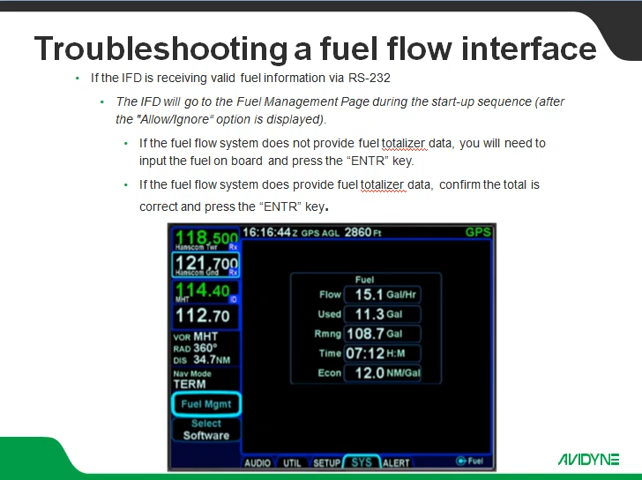 Troubleshooting a fuel flow interface
• If the IFD is receiving valid fuel information via RS-232
• The IFD will go to the Fuel Management Page during the start-up sequence (after
the "Allow/Ignore" option is displayed).
• If the fuel flow system does not provide fuel totalizer data, you will need to
input the fuel on board and press the "ENTR" key.
• If the fuel flow system does provide fuel totalizer data, confirm the total is
correct and press the "ENTR" key.
118.500
Hanscom Twr Rx
121.700
Hanscom Gnd Rx
114.40
MHT ID
112.70
VOR MHT
RAD 360°
DIS 34.7NM
Nav Mode
TERM
Fuel Mgmt
Select
Software
16:16:44 Z GPS AGL 2860 Ft GPS
Fuel
Flow 15.1 Gal/Hr
Used 11.3 Gal
Rmng 108.7 Gal
Time 07:12 H:M
Econ 12.0 NM/Gal
AUDIO UTIL SETUP SYS ALERT Fuel
AVIDYNE